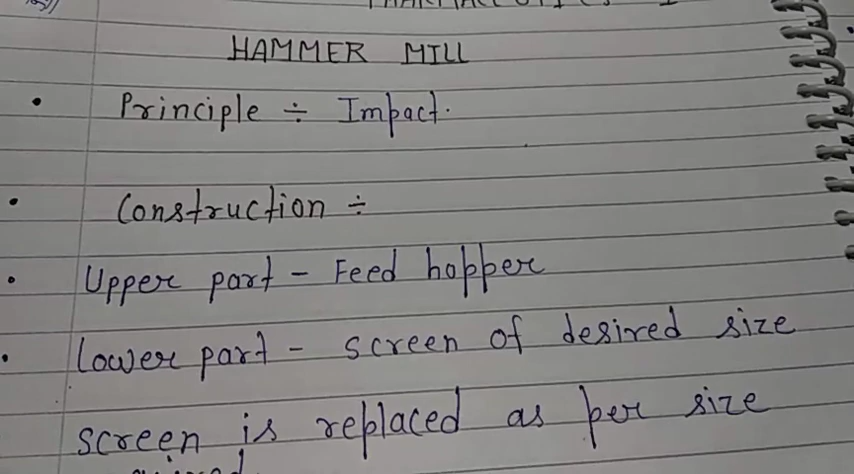 HAMMER MILL
• Principle ÷ Impact.
• Construction ÷
• Upper part - Feed hopper
• Lower part - screen of desired size
screen is replaced as per size